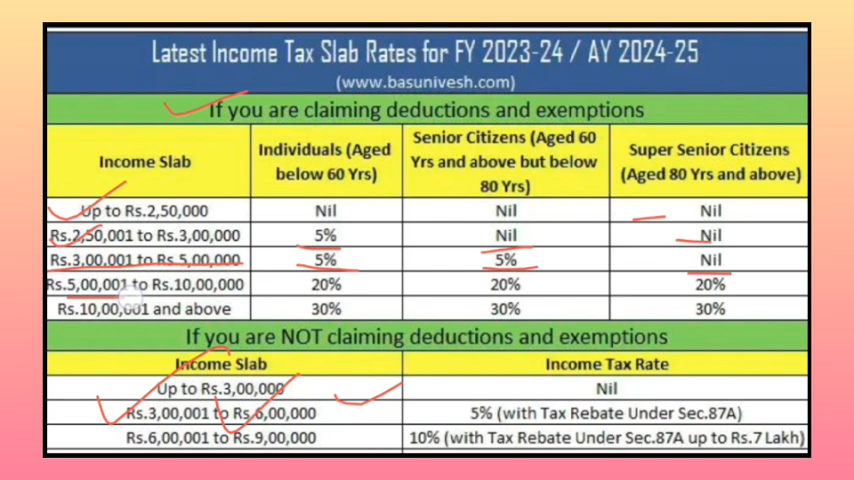 Latest Income Tax Slab Rates for FY 2023-24 / AY 2024-25
(www.basunivesh.com)
If you are claiming deductions and exemptions
Income Slab Individuals (Aged below 60 Yrs) Senior Citizens (Aged 60 Yrs and above but below 80 Yrs) Super Senior Citizens (Aged 80 Yrs and above)
Up to Rs.2,50,000 Nil Nil Nil
Rs.2,50,001 to Rs.3,00,000 5% Nil Nil
Rs.3,00,001 to Rs.5,00,000 5% 5% Nil
Rs.5,00,001 to Rs.10,00,000 20% 20% 20%
Rs.10,00,001 and above 30% 30% 30%
If you are NOT claiming deductions and exemptions
Income Slab Income Tax Rate
Up to Rs.3,00,000 Nil
Rs.3,00,001 to Rs.6,00,000 5% (with Tax Rebate Under Sec.87A)
Rs.6,00,001 to Rs.9,00,000 10% (with Tax Rebate Under Sec.87A up to Rs.7 Lakh)